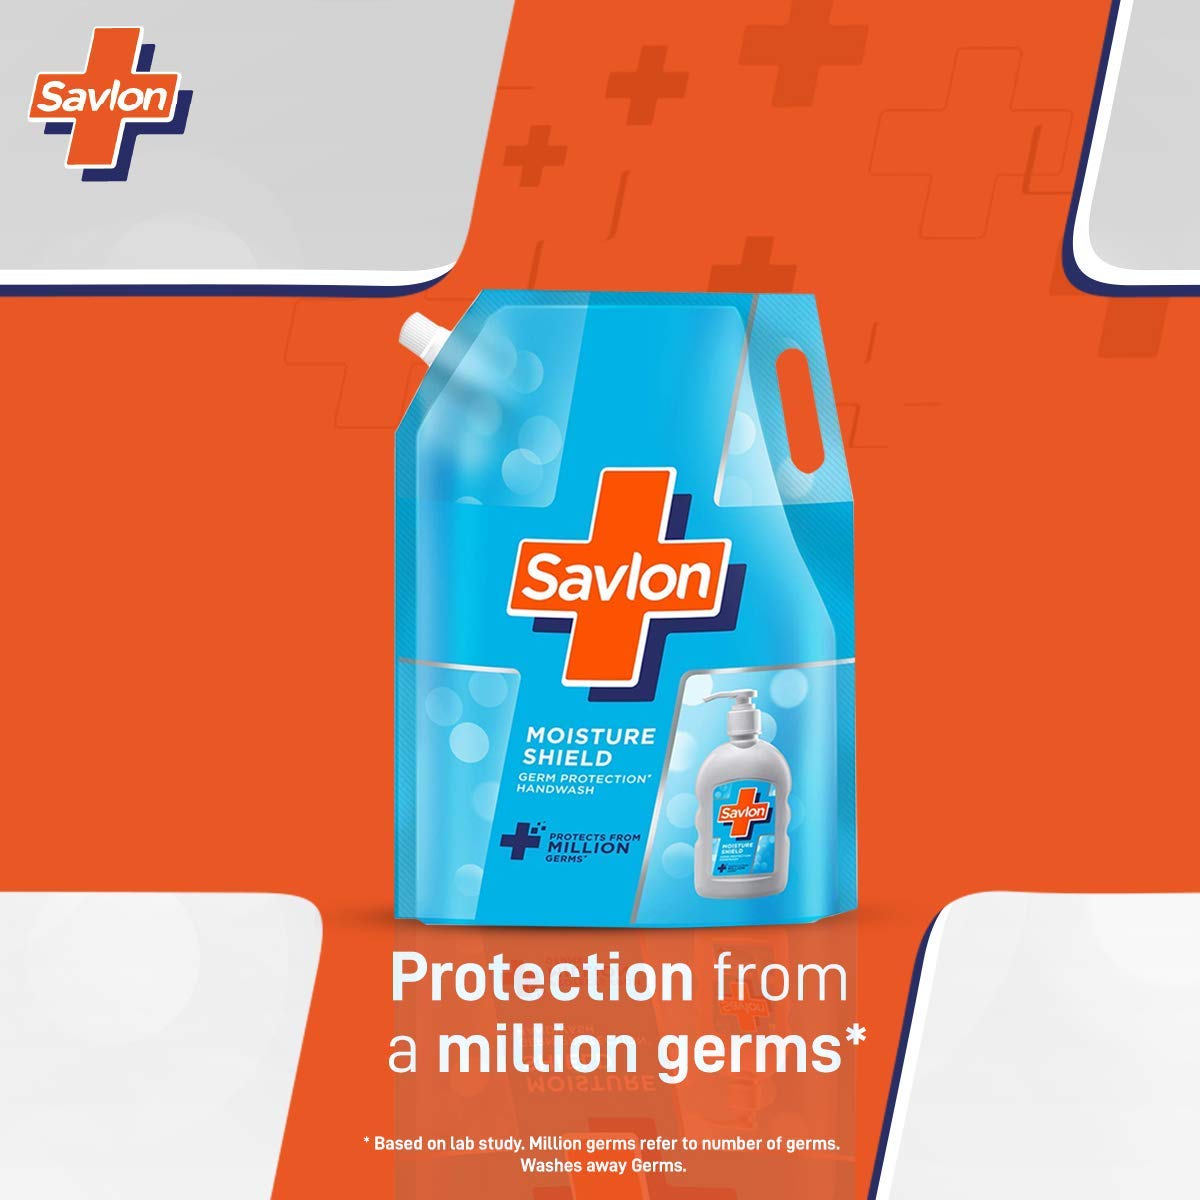 Savlon
Savlon
MOISTURE
SHIELD
GERM PROTECTION*
HANDWASH
PROTECTS FROM
MILLION
GERMS*
Savlon
MOISTURE
SHIELD
Protection from
a million germs*
* Based on lab study. Million germs refer to number of germs.
Washes away Germs.